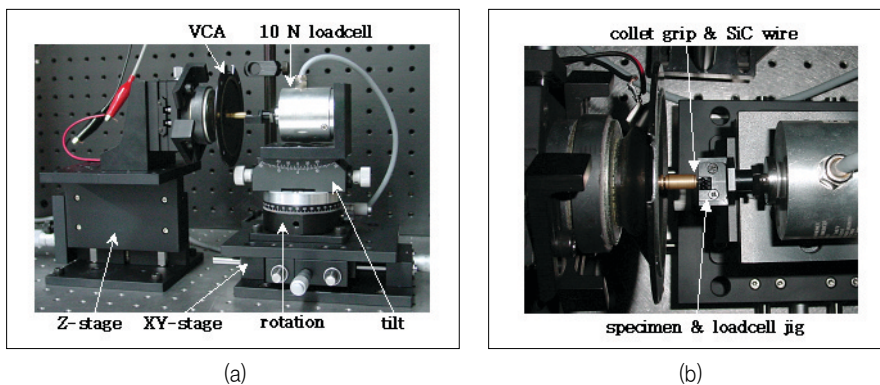 VCA 10 N loadcell
Z-stage XY-stage rotation tilt
(a)
collet grip & SiC wire
specimen & loadcell jig
(b)